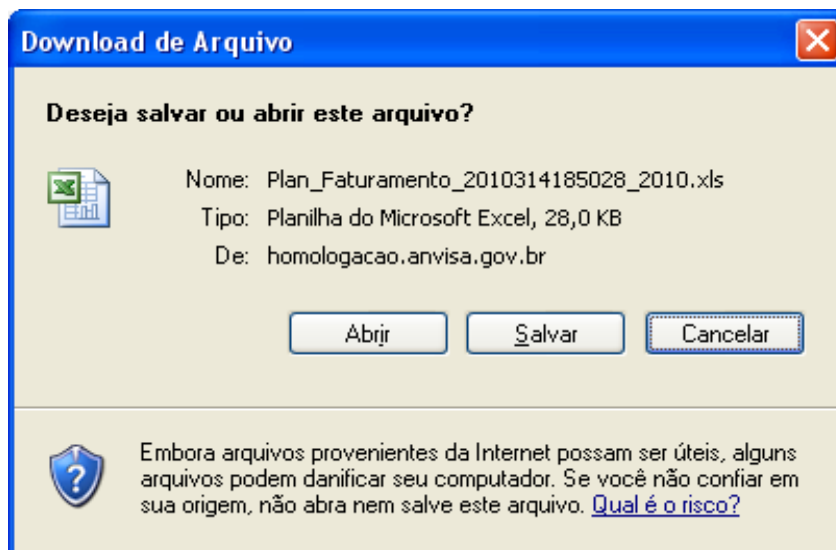 Download de Arquivo
Deseja salvar ou abrir este arquivo?
Nome: Plan_Faturamento_2010314185028_2010.xls
Tipo: Planilha do Microsoft Excel, 28,0 KB
De: homologacao.anvisa.gov.br
Abrir Salvar Cancelar
Embora arquivos provenientes da Internet possam ser úteis, alguns
arquivos podem danificar seu computador. Se você não confiar em
sua origem, não abra nem salve este arquivo. Qual é o risco?